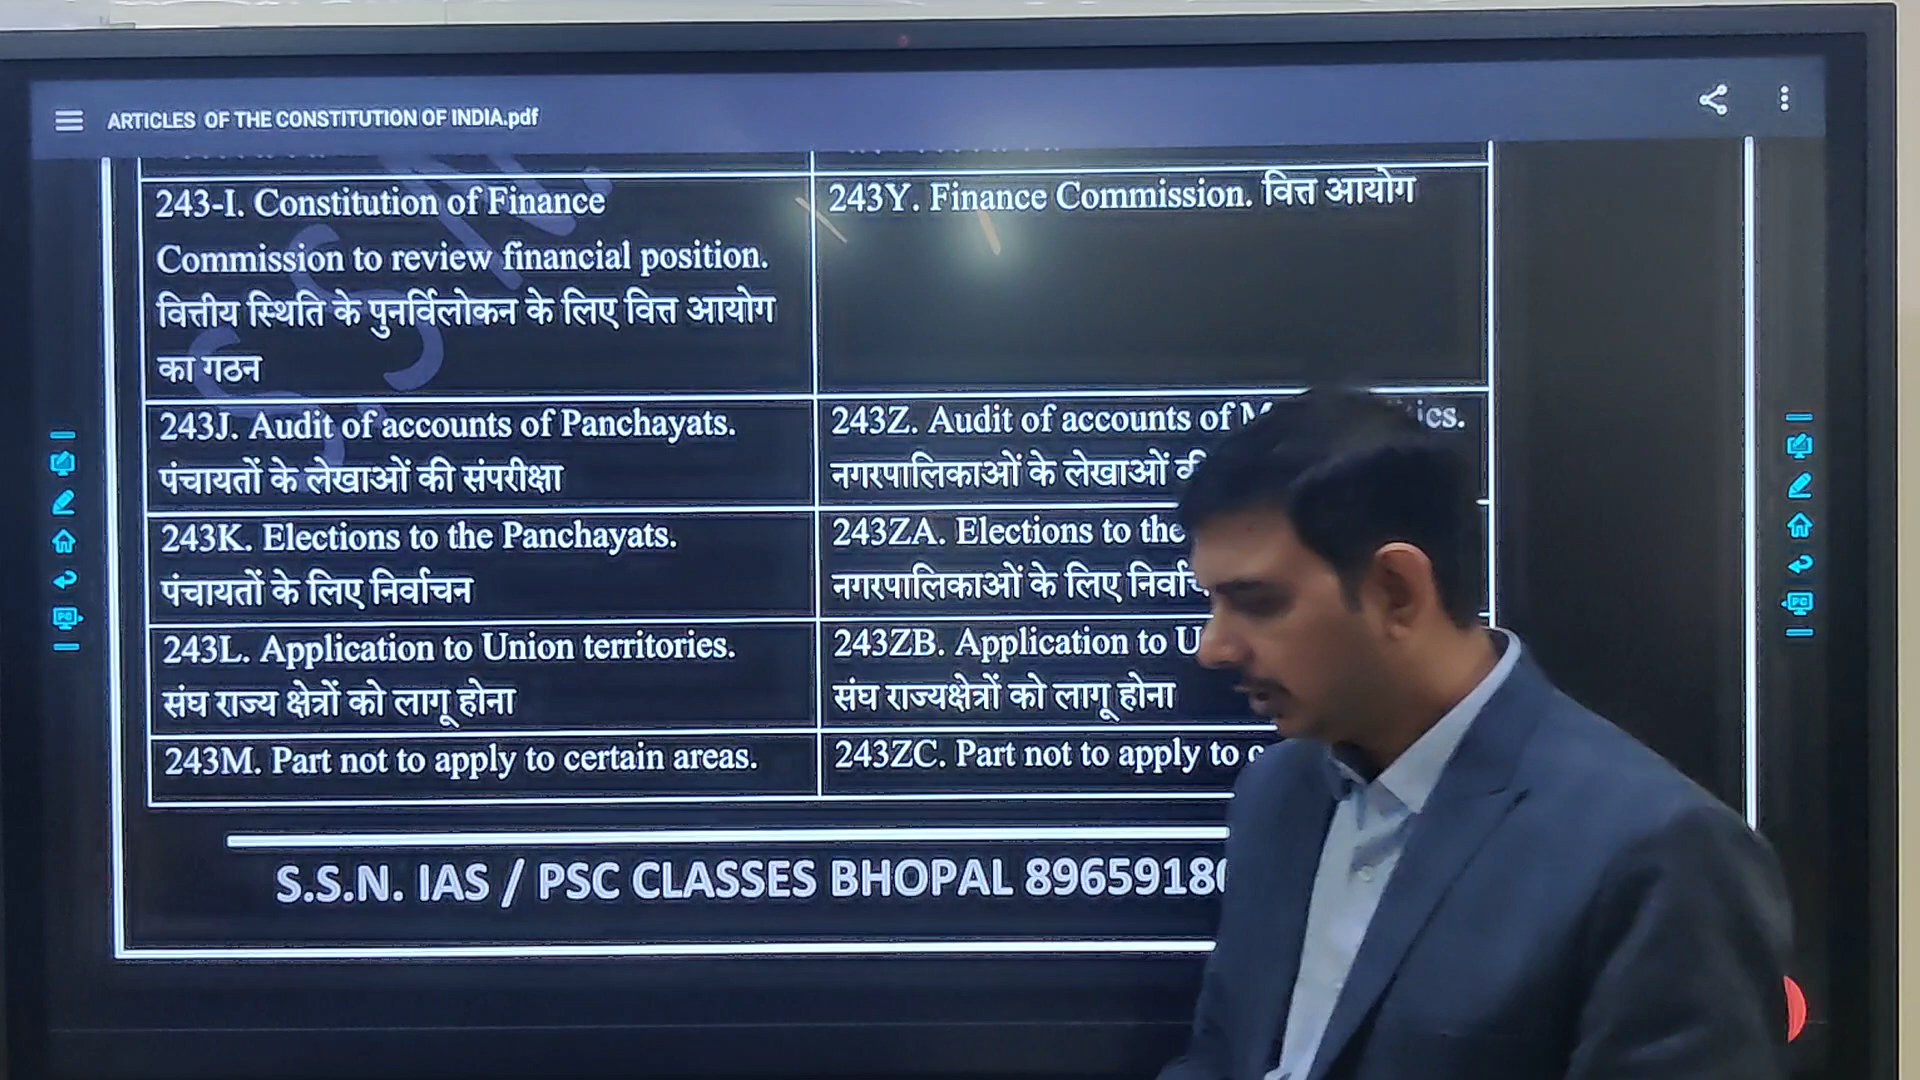 ARTICLES OF THE CONSTITUTION OF INDIA.pdf
243-I. Constitution of Finance
Commission to review financial position.
वित्तीय स्थिति के पुनर्विलोकन के लिए वित्त आयोग
का गठन
243Y. Finance Commission. वित्त आयोग
243J. Audit of accounts of Panchayats.
पंचायतों के लेखाओं की संपरीक्षा
243Z. Audit of accounts of
नगरपालिकाओं के लेखाओं
243K. Elections to the Panchayats.
पंचायतों के लिए निर्वाचन
243ZA. Elections to the
नगरपालिकाओं के लिए
243L. Application to Union territories.
संघ राज्य क्षेत्रों को लागू होना
243ZB. Application to
संघ राज्यक्षेत्रों को लागू होना
243M. Part not to apply to certain areas.
243ZC. Part not to apply to
S.S.N. IAS / PSC CLASSES BHOPAL 8965918